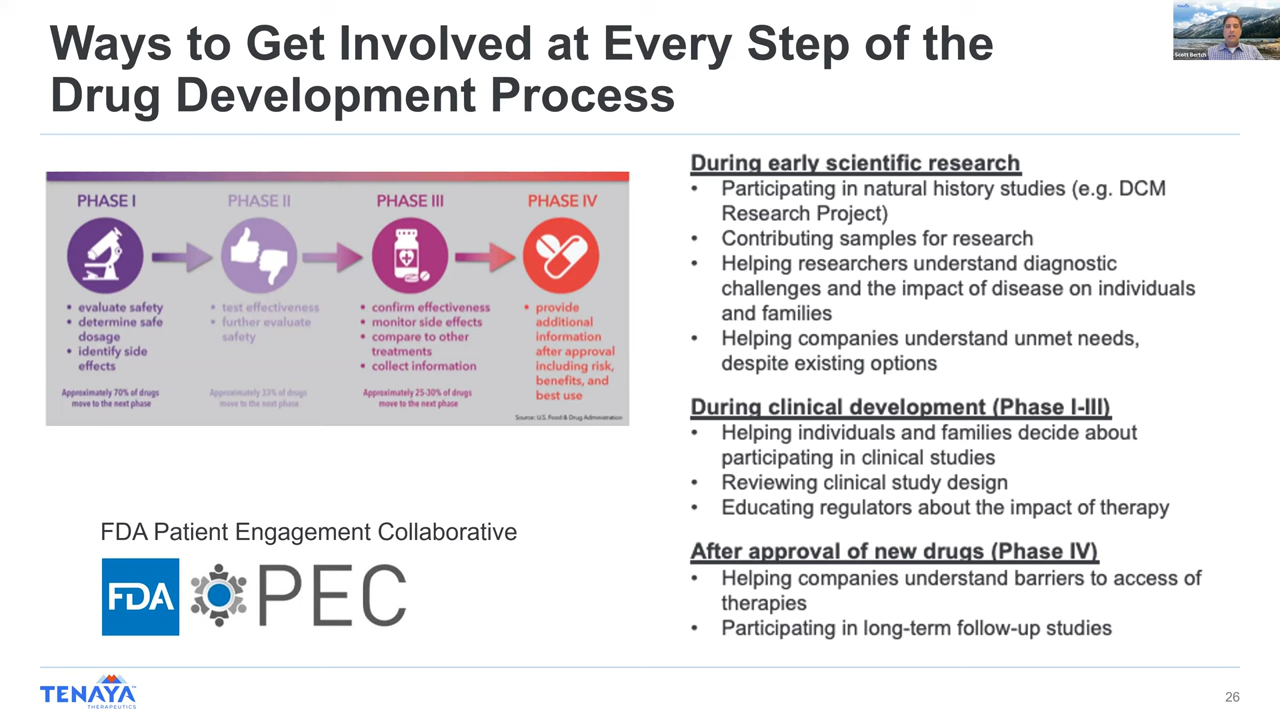 Ways to Get Involved at Every Step of the
Drug Development Process
Scott Bertch
PHASE I
PHASE II
PHASE III
PHASE IV
• evaluate safety
• determine safe
dosage
• identify side
effects
Approximately 70% of drugs
move to the next phase
• test effectiveness
• further evaluate
safety
Approximately 33% of drugs
move to the next phase
• confirm effectiveness
• monitor side effects
• compare to other
treatments
• collect information
Approximately 25-30% of drugs
move to the next phase
• provide
additional
information
after approval
including risk,
benefits, and
best use
Source: U.S. Food & Drug Administration
FDA Patient Engagement Collaborative
FDA
PEC
During early scientific research
• Participating in natural history studies (e.g. DCM
Research Project)
• Contributing samples for research
• Helping researchers understand diagnostic
challenges and the impact of disease on individuals
and families
• Helping companies understand unmet needs,
despite existing options
During clinical development (Phase I-III)
• Helping individuals and families decide about
participating in clinical studies
• Reviewing clinical study design
• Educating regulators about the impact of therapy
After approval of new drugs (Phase IV)
• Helping companies understand barriers to access of
therapies
• Participating in long-term follow-up studies
TENAYA
THERAPEUTICS
26